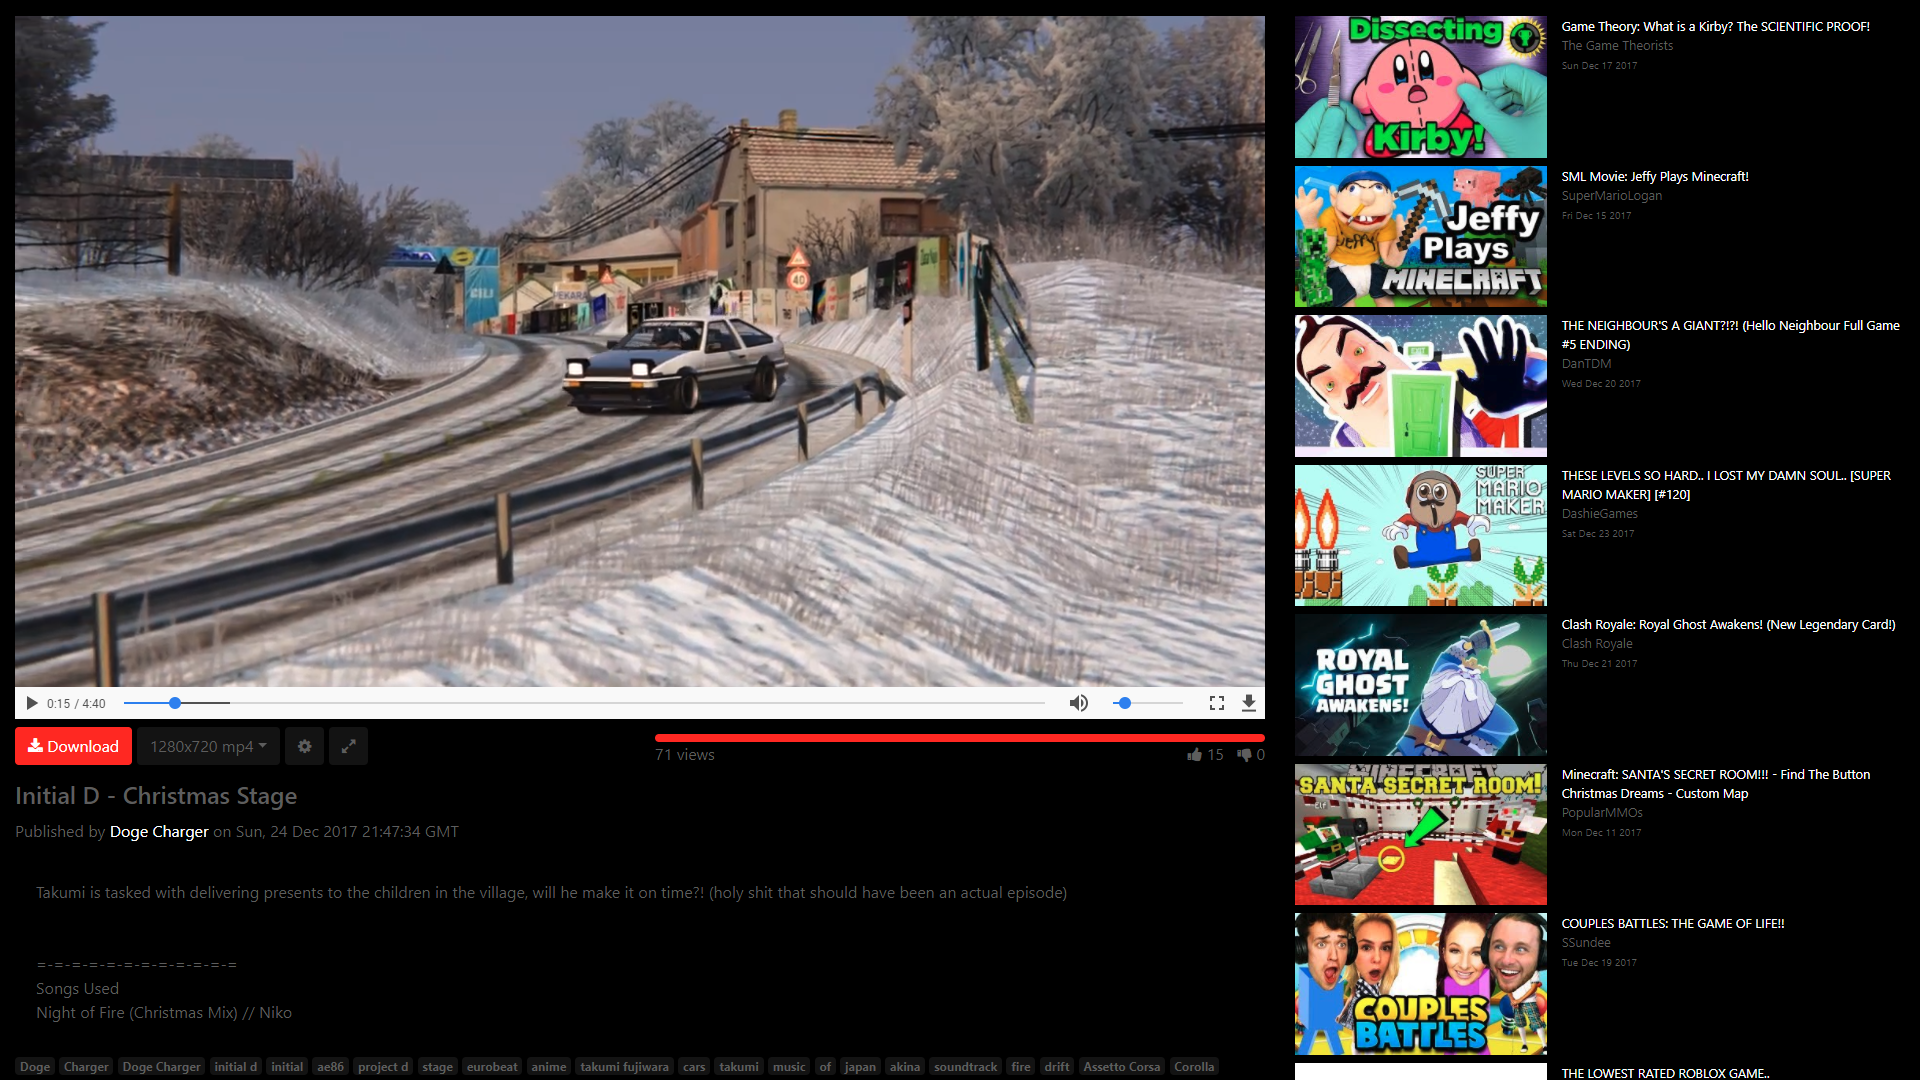 40
GILI
0:15 / 4:40
Download
1280x720 mp4
71 views
15
0
Initial D - Christmas Stage
Published by Doge Charger on Sun, 24 Dec 2017 21:47:34 GMT
Takumi is tasked with delivering presents to the children in the village, will he make it on time?! (holy shit that should have been an actual episode)
=-=-=-=-=-=-=-=-=-=-=-=
Songs Used
Night of Fire (Christmas Mix) // Niko
Doge Charger Doge Charger initial d initial ae86 project d stage eurobeat anime takumi fujiwara cars takumi music of japan akina soundtrack fire drift Assetto Corsa Corolla
Dissecting
Kirby!
Game Theory: What is a Kirby? The SCIENTIFIC PROOF!
The Game Theorists
Sun Dec 17 2017
Jeffy
Plays
MINECRAFT
SML Movie: Jeffy Plays Minecraft!
SuperMarioLogan
Fri Dec 15 2017
EXIT
THE NEIGHBOUR'S A GIANT?!?! (Hello Neighbour Full Game
#5 ENDING)
DanTDM
Wed Dec 20 2017
SUPER
MARIO
MAKER
THESE LEVELS SO HARD.. I LOST MY DAMN SOUL.. [SUPER
MARIO MAKER] [#120]
DashieGames
Sat Dec 23 2017
ROYAL
GHOST
AWAKENS!
Clash Royale: Royal Ghost Awakens! (New Legendary Card!)
Clash Royale
Thu Dec 21 2017
SANTA SECRET ROOM!
Elf
Minecraft: SANTA'S SECRET ROOM!!! - Find The Button
Christmas Dreams - Custom Map
PopularMMOs
Mon Dec 11 2017
COUPLES
BATTLES
COUPLES BATTLES: THE GAME OF LIFE!!
SSundee
Tue Dec 19 2017
THE LOWEST RATED ROBLOX GAME..